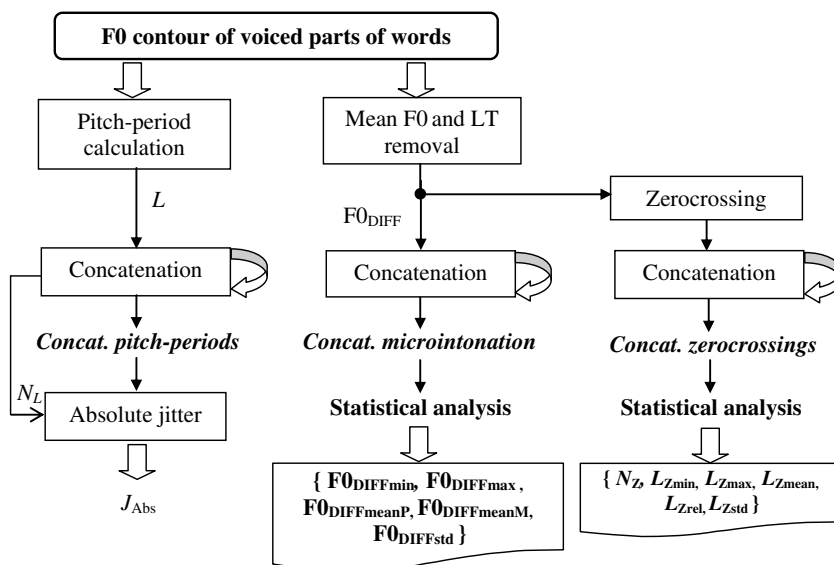 F0 contour of voiced parts of words
Pitch-period
calculation
Mean F0 and LT
removal
L
F0DIFF
Zerocrossing
Concatenation
Concatenation
Concatenation
Concat. pitch-periods
Concat. microintonation
Concat. zerocrossings
NL
Absolute jitter
Statistical analysis
Statistical analysis
JAbs
{ F0DIFFmin, F0DIFFmax ,
F0DIFFmeanP, F0DIFFmeanM,
F0DIFFstd }
{ NZ, LZmin, LZmax, LZmean,
LZrel, LZstd }